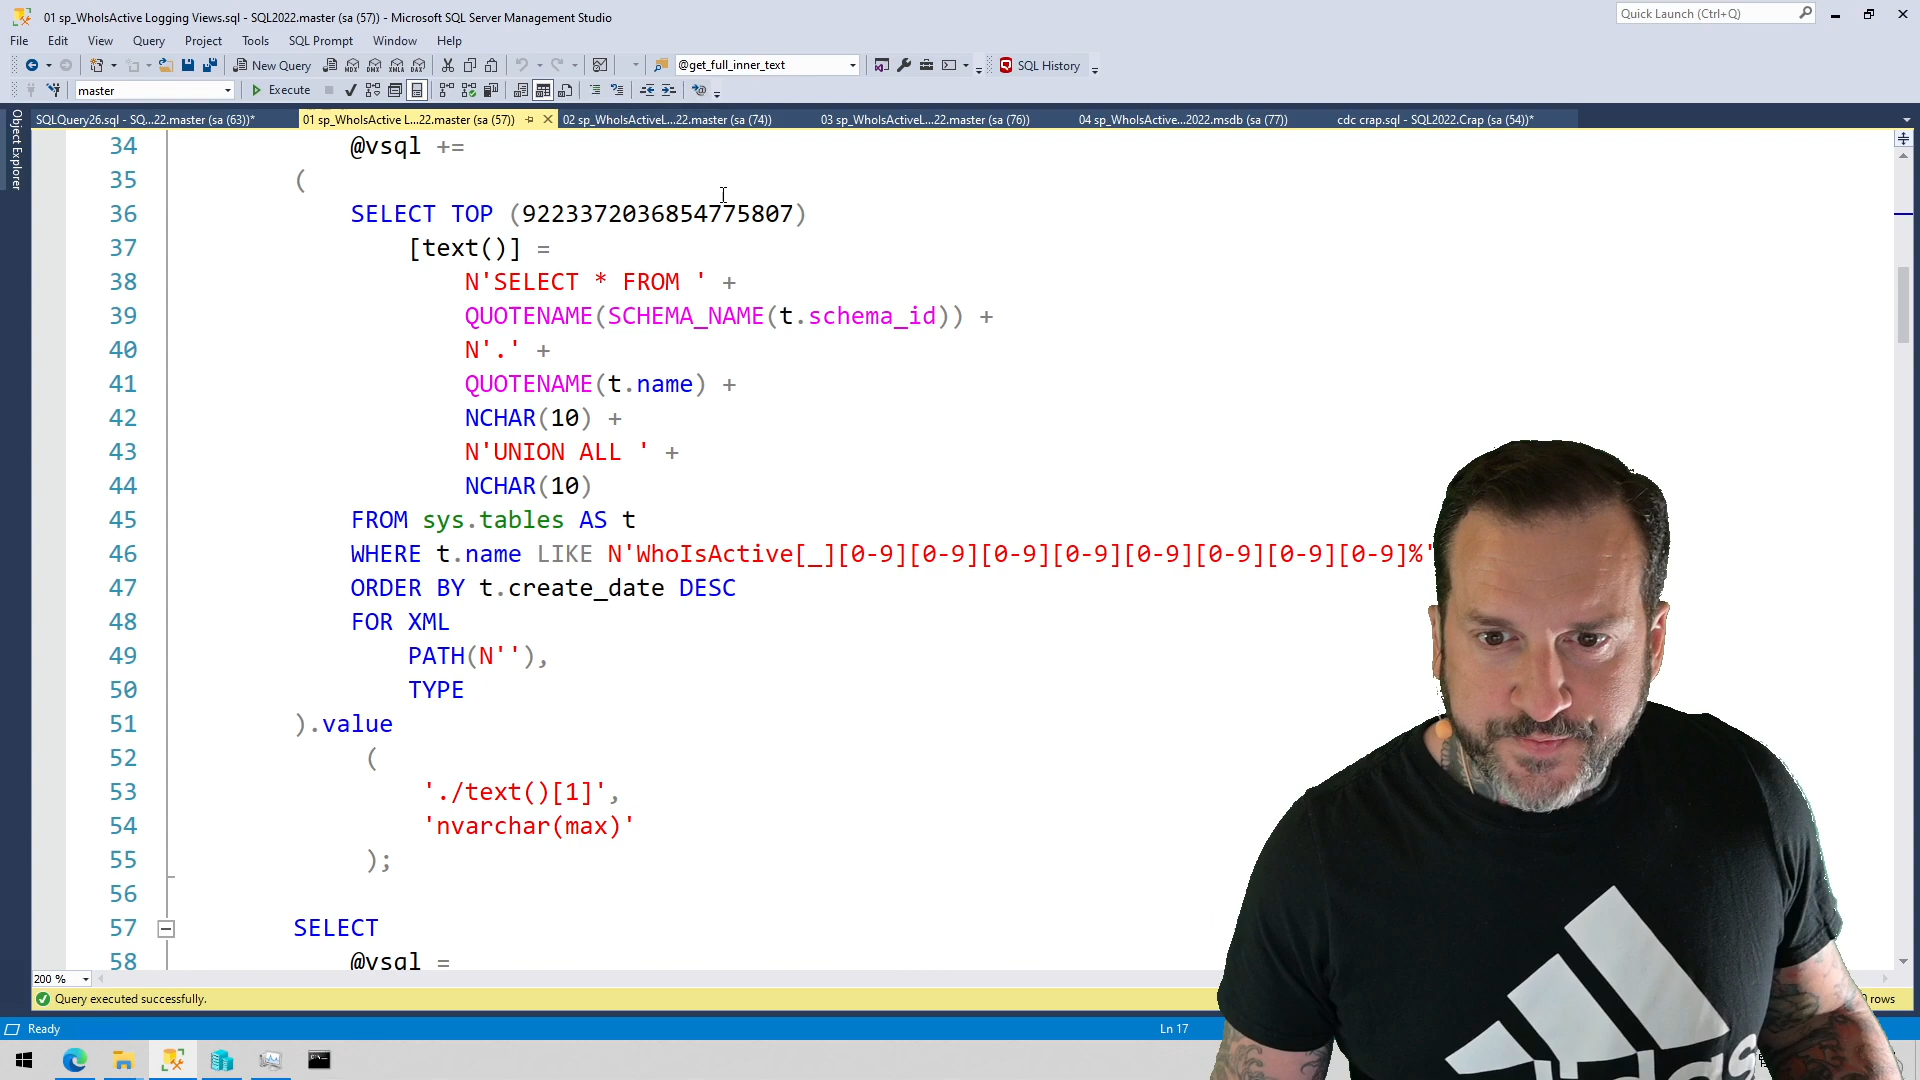 01 sp_WhoIsActive Logging Views.sql - SQL2022.master (sa (57)) - Microsoft SQL Server Management Studio
Quick Launch (Ctrl+Q)
File Edit View Query Project Tools SQL Prompt Window Help
New Query @get_full_inner_text SQL History
master Execute
SQLQuery26.sql - SQ...22.master (sa (63))* 01 sp_WhoIsActive L...22.master (sa (57)) 02 sp_WhoIsActiveL...22.master (sa (74)) 03 sp_WhoIsActiveL...22.master (sa (76)) 04 sp_WhoIsActive...2022.msdb (sa (77)) cdc crap.sql - SQL2022.Crap (sa (54))*
Object Explorer
34 @vsql +=
35 (
36 SELECT TOP (9223372036854775807)
37 [text()] =
38 N'SELECT * FROM ' +
39 QUOTENAME(SCHEMA_NAME(t.schema_id)) +
40 N'.' +
41 QUOTENAME(t.name) +
42 NCHAR(10) +
43 N'UNION ALL ' +
44 NCHAR(10)
45 FROM sys.tables AS t
46 WHERE t.name LIKE N'WhoIsActive[_][0-9][0-9][0-9][0-9][0-9][0-9][0-9][0-9]%'
47 ORDER BY t.create_date DESC
48 FOR XML
49 PATH(N''),
50 TYPE
51 ).value
52 (
53 './text()[1]',
54 'nvarchar(max)'
55 );
56
57 SELECT
58 @vsql =
200 %
Query executed successfully.
rows
Ready
Ln 17